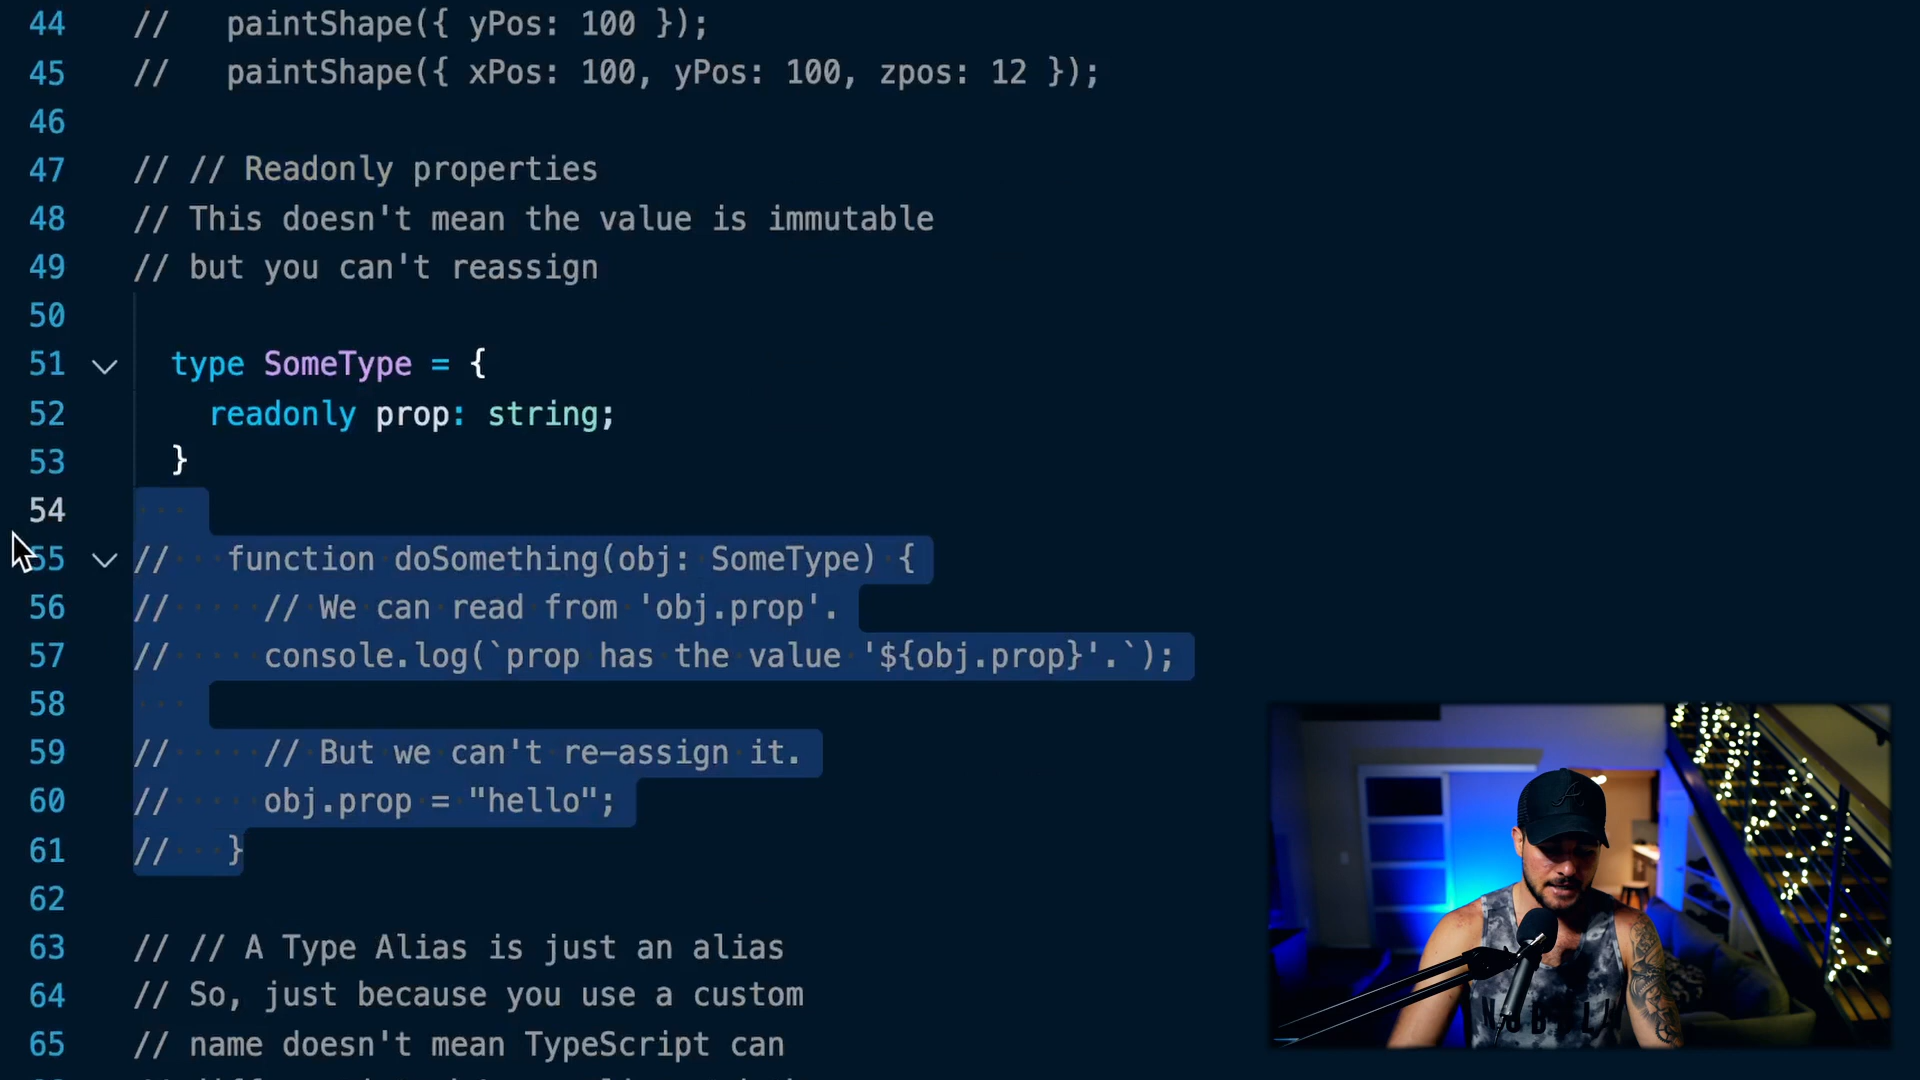 44 //   paintShape({ yPos: 100 });
45 //   paintShape({ xPos: 100, yPos: 100, zpos: 12 });
46
47 // // Readonly properties
48 // This doesn't mean the value is immutable
49 // but you can't reassign
50
51   type SomeType = {
52     readonly prop: string;
53   }
54
55 //   function doSomething(obj: SomeType) {
56 //     // We can read from 'obj.prop'.
57 //     console.log(`prop has the value '${obj.prop}'.`);
58
59 //     // But we can't re-assign it.
60 //     obj.prop = "hello";
61 //   }
62
63 // // A Type Alias is just an alias
64 // So, just because you use a custom
65 // name doesn't mean TypeScript can